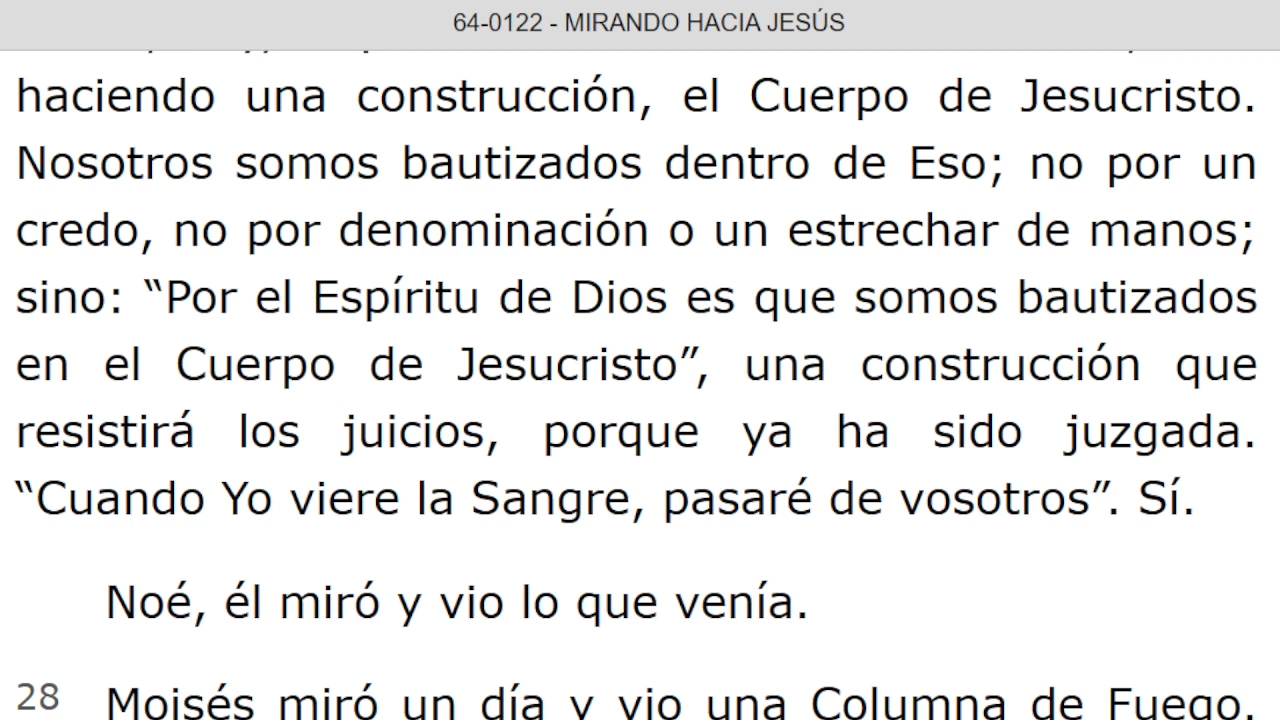 64-0122 - MIRANDO HACIA JESÚS
haciendo una construcción, el Cuerpo de Jesucristo.
Nosotros somos bautizados dentro de Eso; no por un
credo, no por denominación o un estrechar de manos;
sino: “Por el Espíritu de Dios es que somos bautizados
en el Cuerpo de Jesucristo”, una construcción que
resistirá los juicios, porque ya ha sido juzgada.
“Cuando Yo viere la Sangre, pasaré de vosotros”. Sí.
Noé, él miró y vio lo que venía.
28 Moisés miró un día y vio una Columna de Fuego.